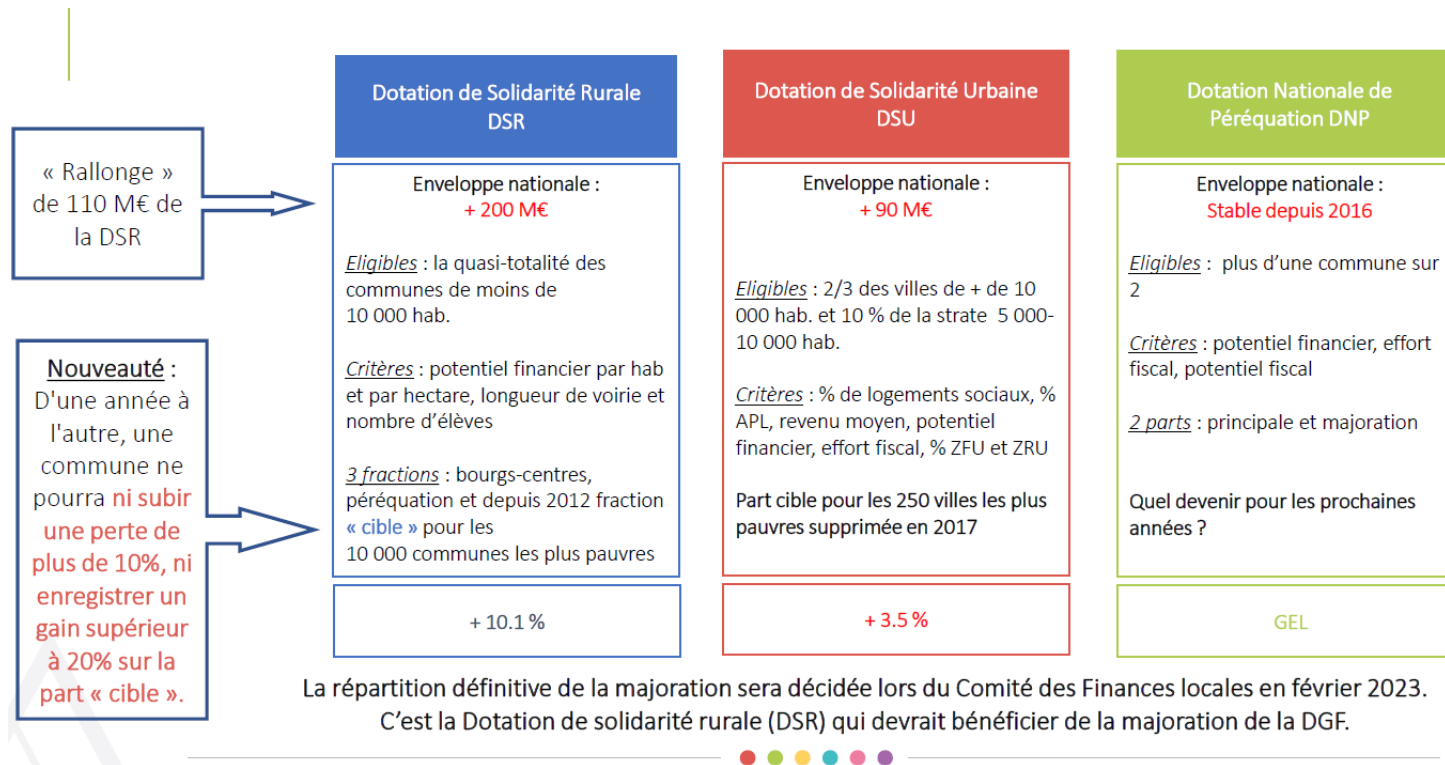 « Rallonge »
de 110 M€ de
la DSR
Nouveauté :
D'une année à
l'autre, une
commune ne
pourra ni subir
une perte de
plus de 10%, ni
enregistrer un
gain supérieur
à 20% sur la
part « cible ».
Dotation de Solidarité Rurale
DSR
Enveloppe nationale :
+ 200 M€
Eligibles : la quasi-totalité des
communes de moins de
10 000 hab.
Critères : potentiel financier par hab
et par hectare, longueur de voirie et
nombre d'élèves
3 fractions : bourgs-centres,
péréquation et depuis 2012 fraction
« cible » pour les
10 000 communes les plus pauvres
+ 10.1 %
Dotation de Solidarité Urbaine
DSU
Enveloppe nationale :
+ 90 M€
Eligibles : 2/3 des villes de + de 10
000 hab. et 10 % de la strate 5 000-
10 000 hab.
Critères : % de logements sociaux, %
APL, revenu moyen, potentiel
financier, effort fiscal, % ZFU et ZRU
Part cible pour les 250 villes les plus
pauvres supprimée en 2017
+ 3.5 %
Dotation Nationale de
Péréquation DNP
Enveloppe nationale :
Stable depuis 2016
Eligibles : plus d'une commune sur
2
Critères : potentiel financier, effort
fiscal, potentiel fiscal
2 parts : principale et majoration
Quel devenir pour les prochaines
années ?
GEL
La répartition définitive de la majoration sera décidée lors du Comité des Finances locales en février 2023.
C'est la Dotation de solidarité rurale (DSR) qui devrait bénéficier de la majoration de la DGF.